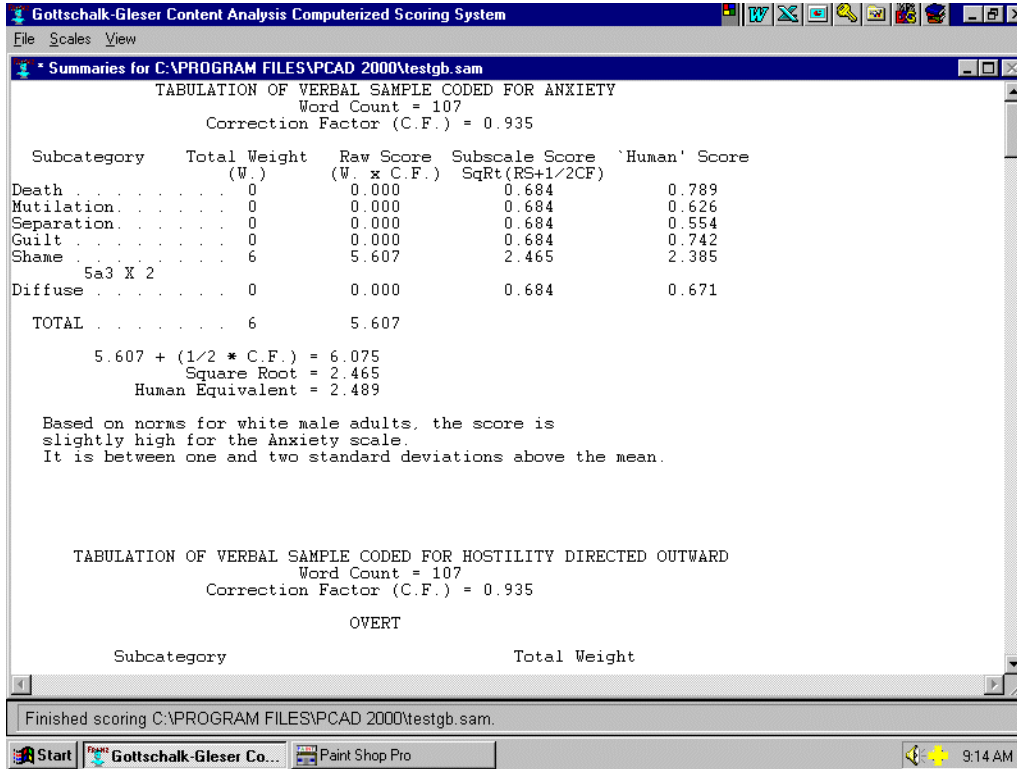 Gottschalk-Gleser Content Analysis Computerized Scoring System
File Scales View
* Summaries for C:\PROGRAM FILES\PCAD 2000\testgb.sam
TABULATION OF VERBAL SAMPLE CODED FOR ANXIETY
Word Count = 107
Correction Factor (C.F.) = 0.935
Subcategory Total Weight Raw Score Subscale Score `Human' Score
(W.) (W. x C.F.) SqRt(RS+1/2CF)
Death . . . . . . . . 0 0.000 0.684 0.789
Mutilation. . . . . . 0 0.000 0.684 0.626
Separation. . . . . . 0 0.000 0.684 0.554
Guilt . . . . . . . . 0 0.000 0.684 0.742
Shame . . . . . . . . 6 5.607 2.465 2.385
5a3 X 2
Diffuse . . . . . . . 0 0.000 0.684 0.671
TOTAL . . . . . . . 6 5.607
5.607 + (1/2 * C.F.) = 6.075
Square Root = 2.465
Human Equivalent = 2.489
Based on norms for white male adults, the score is
slightly high for the Anxiety scale.
It is between one and two standard deviations above the mean.
TABULATION OF VERBAL SAMPLE CODED FOR HOSTILITY DIRECTED OUTWARD
Word Count = 107
Correction Factor (C.F.) = 0.935
OVERT
Subcategory Total Weight
Finished scoring C:\PROGRAM FILES\PCAD 2000\testgb.sam.
Start Gottschalk-Gleser Co... Paint Shop Pro 9:14 AM